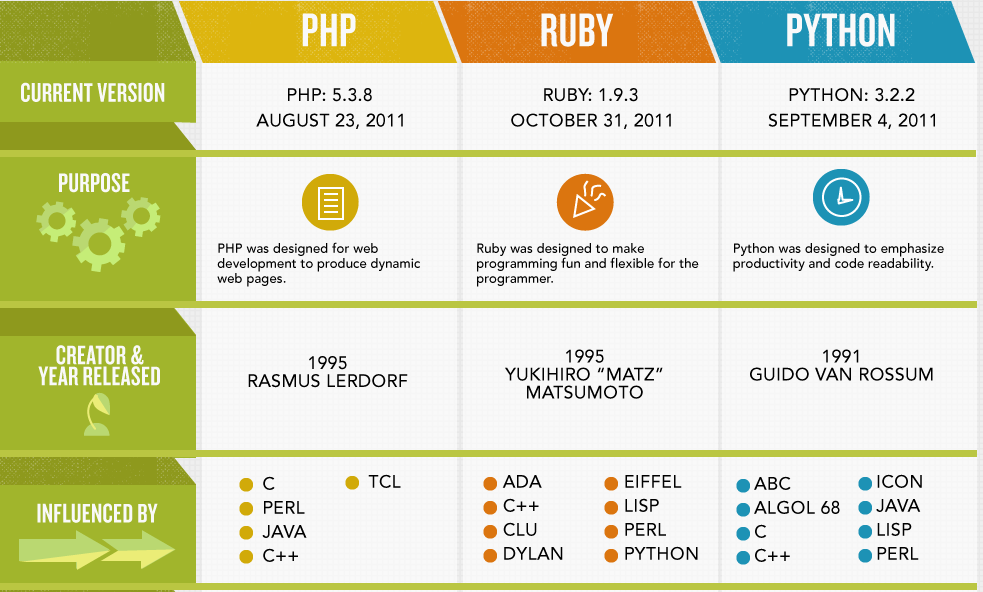 PHP
RUBY
PYTHON
CURRENT VERSION
PHP: 5.3.8
AUGUST 23, 2011
RUBY: 1.9.3
OCTOBER 31, 2011
PYTHON: 3.2.2
SEPTEMBER 4, 2011
PURPOSE
PHP was designed for web
development to produce dynamic
web pages.
Ruby was designed to make
programming fun and flexible for the
programmer.
Python was designed to emphasize
productivity and code readability.
CREATOR &
YEAR RELEASED
1995
RASMUS LERDORF
1995
YUKIHIRO “MATZ”
MATSUMOTO
1991
GUIDO VAN ROSSUM
INFLUENCED BY
C
PERL
JAVA
C++
TCL
ADA
C++
CLU
DYLAN
EIFFEL
LISP
PERL
PYTHON
ABC
ALGOL 68
C
C++
ICON
JAVA
LISP
PERL